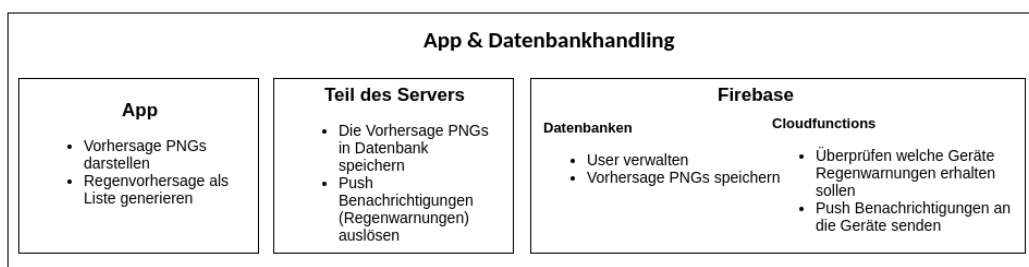 App & Datenbankhandling
App
• Vorhersage PNGs
darstellen
• Regenvorhersage als
Liste generieren
Teil des Servers
• Die Vorhersage PNGs
in Datenbank
speichern
• Push
Benachrichtigungen
(Regenwarnungen)
auslösen
Firebase
Datenbanken
• User verwalten
• Vorhersage PNGs speichern
Cloudfunctions
• Überprüfen welche Geräte
Regenwarnungen erhalten
sollen
• Push Benachrichtigungen an
die Geräte senden